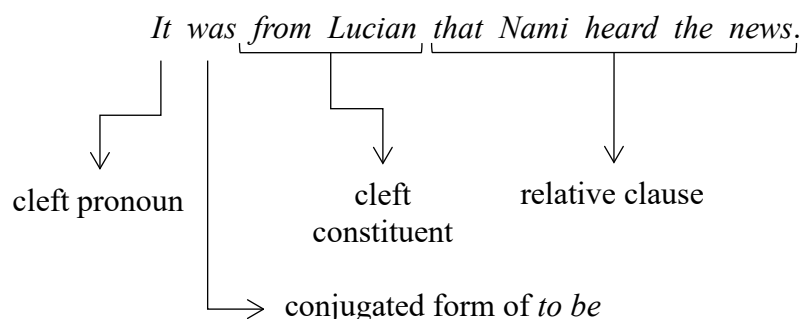 It was from Lucian that Nami heard the news.
cleft pronoun
cleft
constituent
relative clause
conjugated form of to be